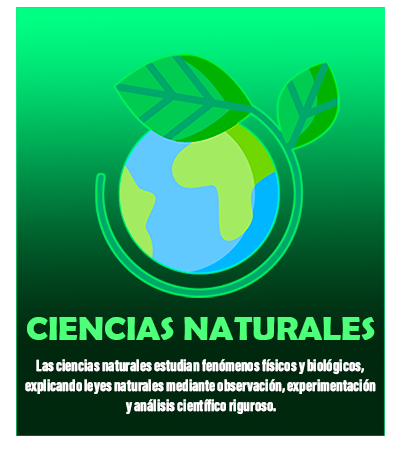 CIENCIAS NATURALES
Las ciencias naturales estudian fenómenos físicos y biológicos,
explicando leyes naturales mediante observación, experimentación
y análisis científico riguroso.